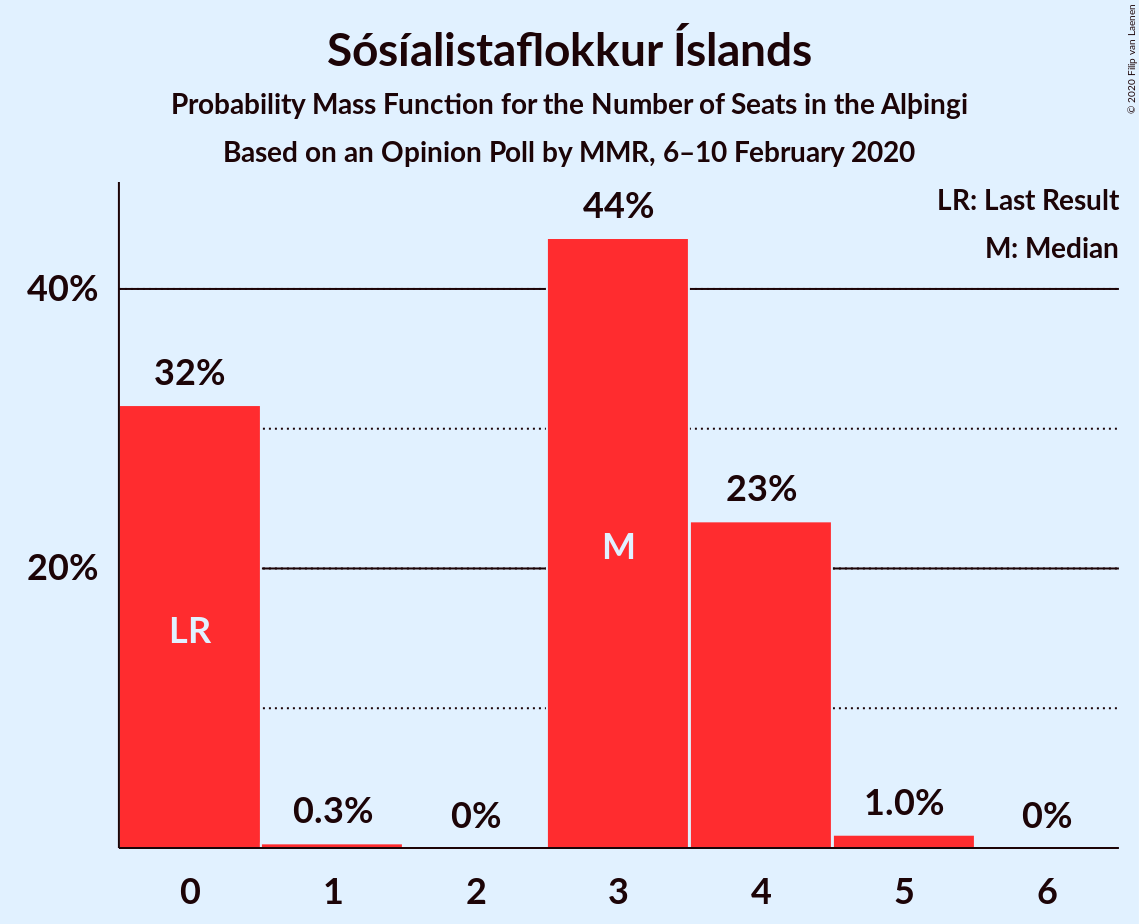 Sósíalistaflokkur Íslands
Probability Mass Function for the Number of Seats in the Alþingi
Based on an Opinion Poll by MMR, 6–10 February 2020
© 2020 Filip van Laenen
LR: Last Result
M: Median
44%
40%
32%
23%
20%
M
LR
0.3%
0%
1.0%
0%
0 1 2 3 4 5 6